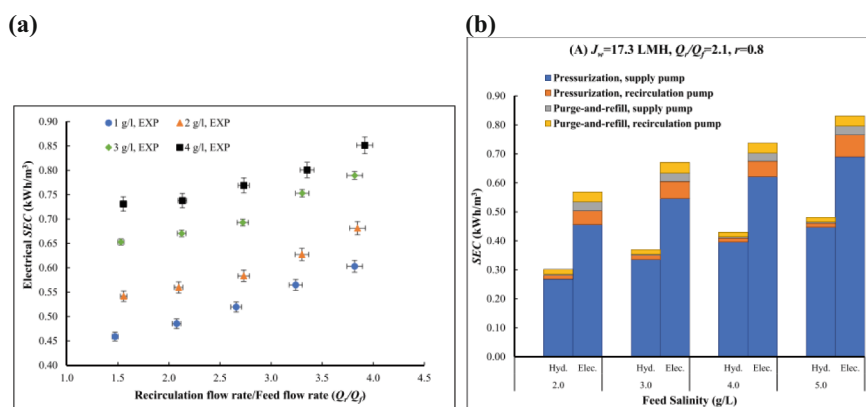 (a)
(b)
(A) Jw=17.3 LMH, Qr/Qf=2.1, r=0.8
Electrical SEC (kWh/m³)
0.90
0.85
0.80
0.75
0.70
0.65
0.60
0.55
0.50
0.45
0.40
1 g/l, EXP
2 g/l, EXP
3 g/l, EXP
4 g/l, EXP
1.0 1.5 2.0 2.5 3.0 3.5 4.0 4.5
Recirculation flow rate/Feed flow rate (Qr/Qf)
Pressurization, supply pump
Pressurization, recirculation pump
Purge-and-refill, supply pump
Purge-and-refill, recirculation pump
SEC (kWh/m³)
0.90
0.80
0.70
0.60
0.50
0.40
0.30
0.20
0.10
0.00
Hyd. Elec. Hyd. Elec. Hyd. Elec. Hyd. Elec.
2.0 3.0 4.0 5.0
Feed Salinity (g/L)